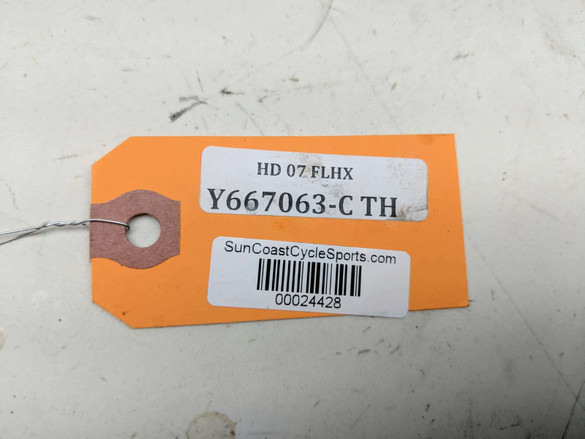 HD 07 FLHX
Y667063-C TH
SunCoastCycleSports.com
00024428